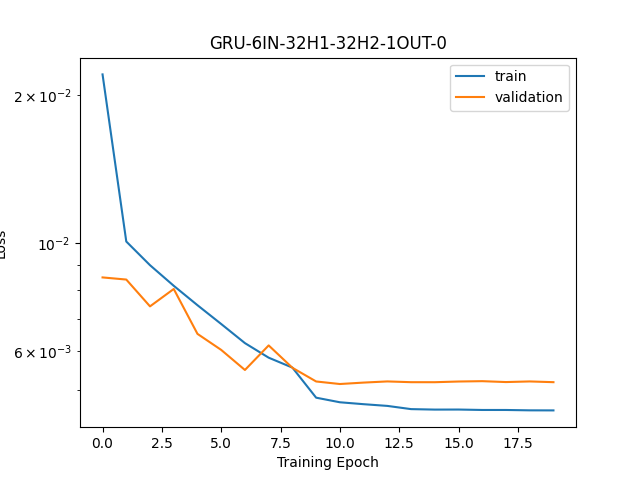 GRU-6IN-32H1-32H2-1OUT-0
train
validation
2 × 10⁻²
10⁻²
6 × 10⁻³
Loss
0.0 2.5 5.0 7.5 10.0 12.5 15.0 17.5
Training Epoch